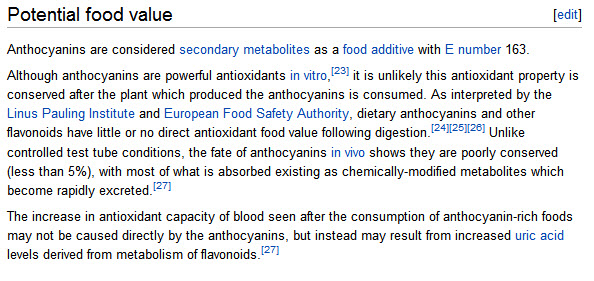 Potential food value [edit]
Anthocyanins are considered secondary metabolites as a food additive with E number 163.
Although anthocyanins are powerful antioxidants in vitro,[23] it is unlikely this antioxidant property is
conserved after the plant which produced the anthocyanins is consumed. As interpreted by the
Linus Pauling Institute and European Food Safety Authority, dietary anthocyanins and other
flavonoids have little or no direct antioxidant food value following digestion.[24][25][26] Unlike
controlled test tube conditions, the fate of anthocyanins in vivo shows they are poorly conserved
(less than 5%), with most of what is absorbed existing as chemically-modified metabolites which
become rapidly excreted.[27]
The increase in antioxidant capacity of blood seen after the consumption of anthocyanin-rich foods
may not be caused directly by the anthocyanins, but instead may result from increased uric acid
levels derived from metabolism of flavonoids.[27]